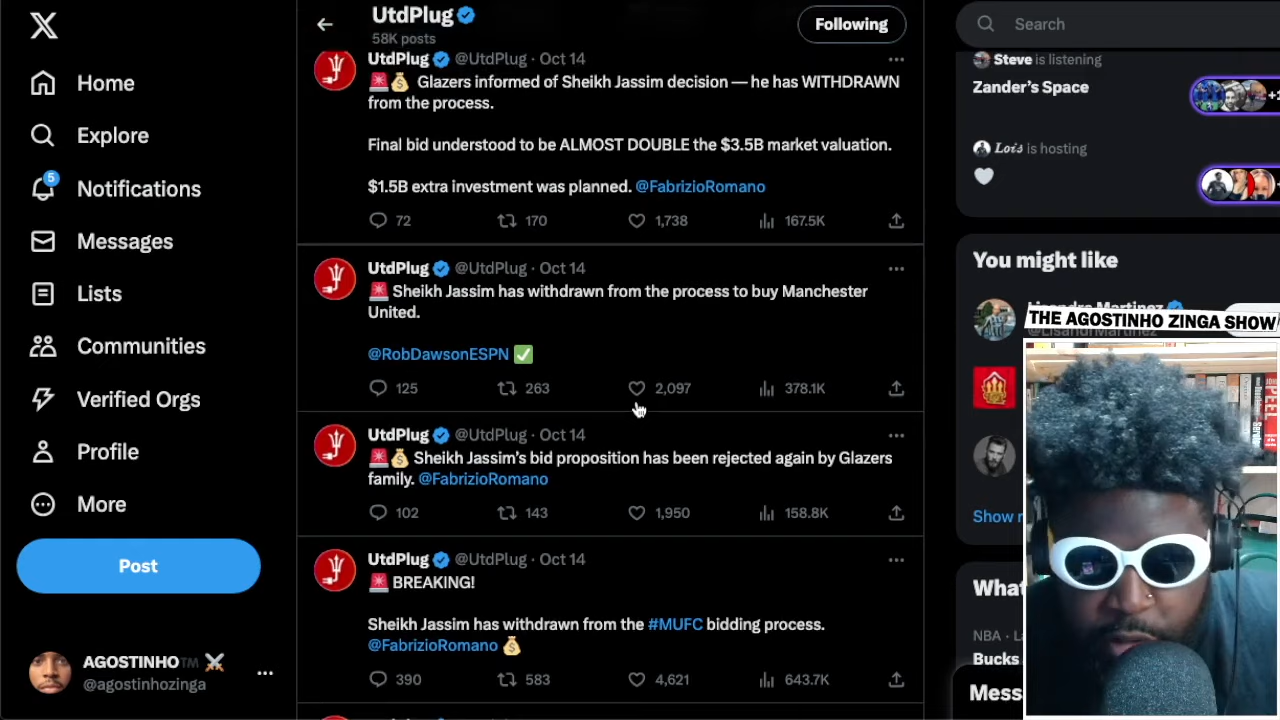 UtdPlug
58K posts
Following
Home
Explore
5
Notifications
Messages
Lists
Communities
Verified Orgs
Profile
More
Post
AGOSTINHO™
@agostinhozinga
UtdPlug @UtdPlug · Oct 14
Glazers informed of Sheikh Jassim decision — he has WITHDRAWN
from the process.
Final bid understood to be ALMOST DOUBLE the $3.5B market valuation.
$1.5B extra investment was planned. @FabrizioRomano
72 170 1,738 167.5K
UtdPlug @UtdPlug · Oct 14
🚨 Sheikh Jassim has withdrawn from the process to buy Manchester
United.
@RobDawsonESPN ✅
125 263 2,097 378.1K
UtdPlug @UtdPlug · Oct 14
🚨💰 Sheikh Jassim's bid proposition has been rejected again by Glazers
family. @FabrizioRomano
102 143 1,950 158.8K
UtdPlug @UtdPlug · Oct 14
🚨 BREAKING!
Sheikh Jassim has withdrawn from the #MUFC bidding process.
@FabrizioRomano 💰
390 583 4,621 643.7K
Search
Steve is listening
Zander's Space
Lois is hosting
You might like
THE AGOSTINHO ZINGA SHOW
Show
What
NBA
Bucks
Mess